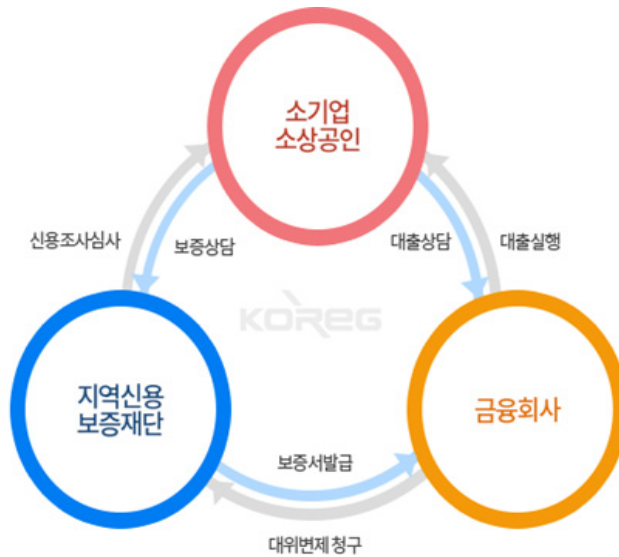 소기업
소상공인
신용조사심사
보증상담
대출상담
대출실행
KOREG
지역신용
보증재단
금융회사
보증서발급
대위변제 청구